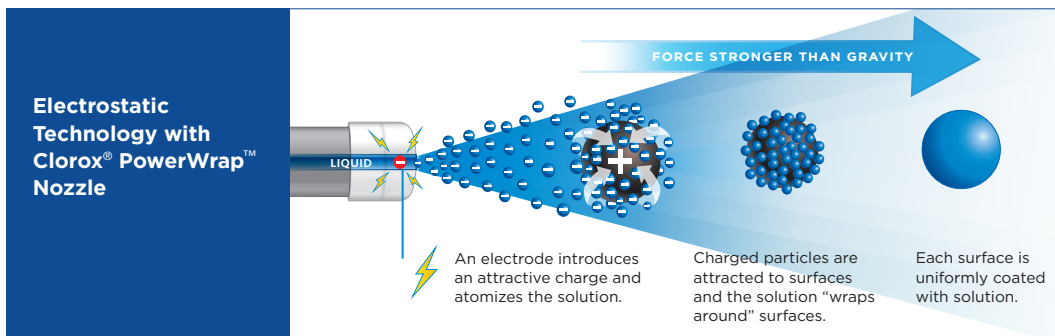 Electrostatic
Technology with
Clorox® PowerWrap™
Nozzle
FORCE STRONGER THAN GRAVITY
LIQUID
An electrode introduces
an attractive charge and
atomizes the solution.
Charged particles are
attracted to surfaces
and the solution “wraps
around” surfaces.
Each surface is
uniformly coated
with solution.